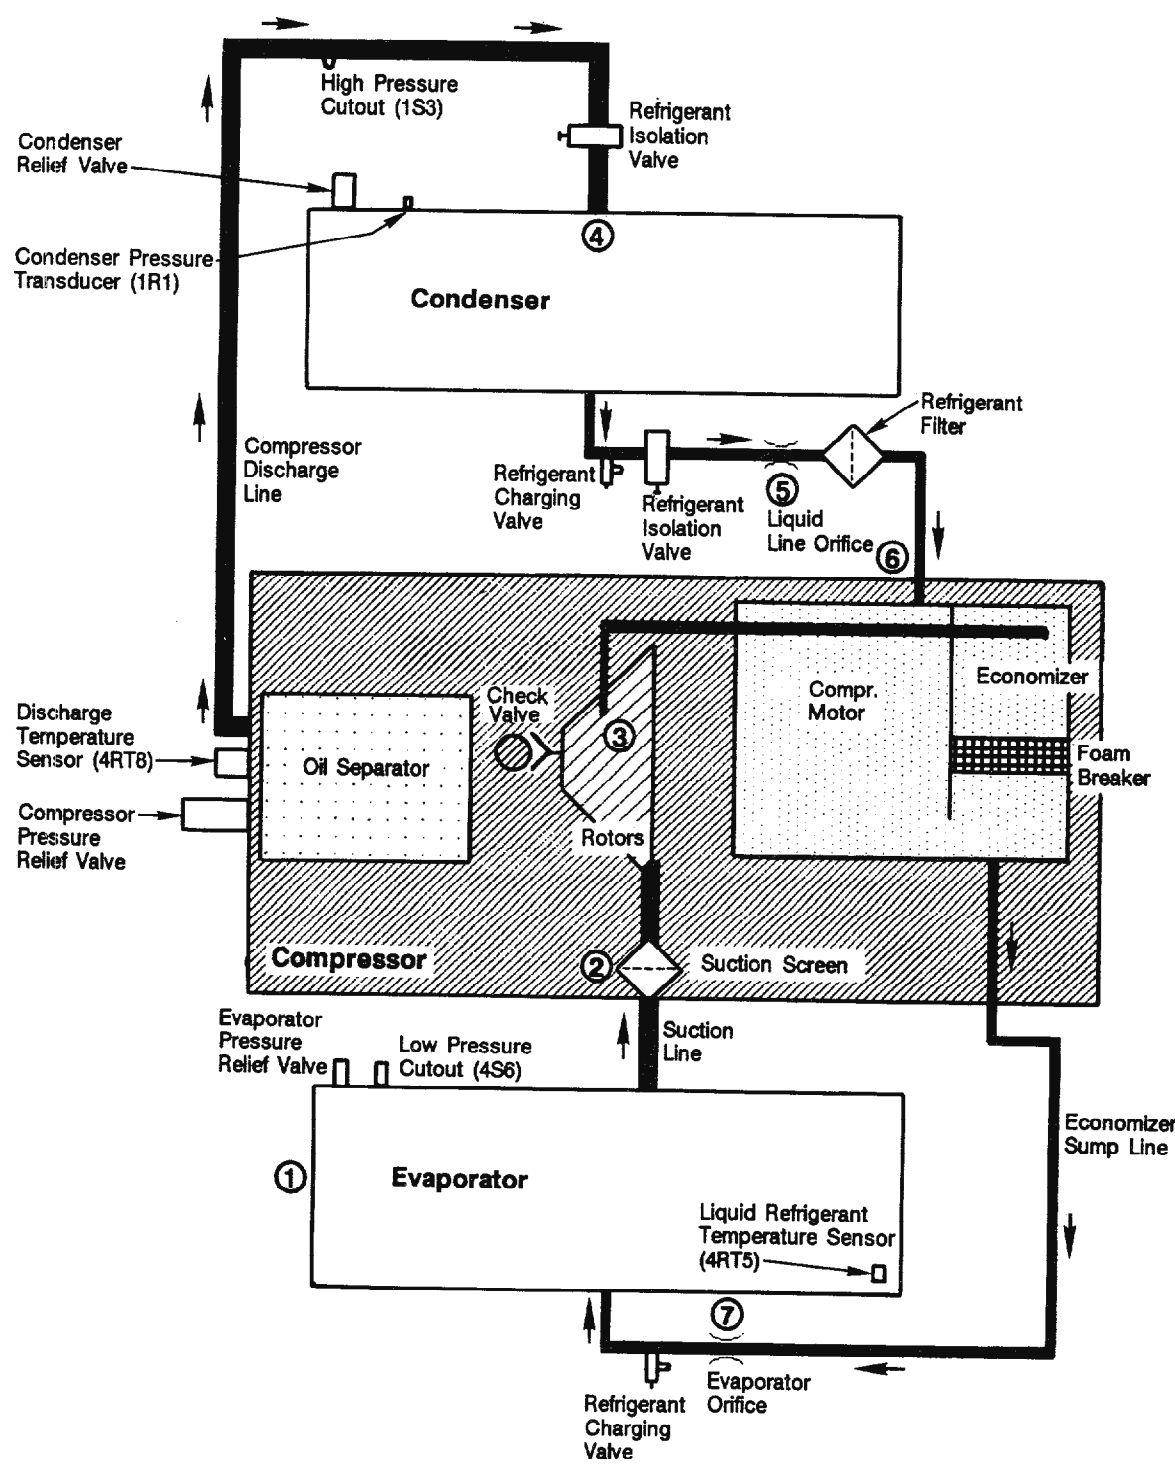 High Pressure
Cutout (1S3)
Refrigerant
Isolation
Valve
Condenser
Relief Valve
4
Condenser Pressure
Transducer (1R1)
Condenser
Refrigerant
Filter
Compressor
Discharge
Line
Refrigerant
Charging
Valve
Refrigerant
Isolation
Valve
5
Liquid
Line Orifice
6
Economizer
Compr.
Motor
Check
Valve
3
Discharge
Temperature
Sensor (4RT8)
Oil Separator
Foam
Breaker
Compressor
Pressure
Relief Valve
Rotors
Compressor
2
Suction Screen
Evaporator
Pressure
Relief Valve
Low Pressure
Cutout (4S6)
Suction
Line
Economizer
Sump Line
1
Evaporator
Liquid Refrigerant
Temperature Sensor
(4RT5)
7
Evaporator
Orifice
Refrigerant
Charging
Valve